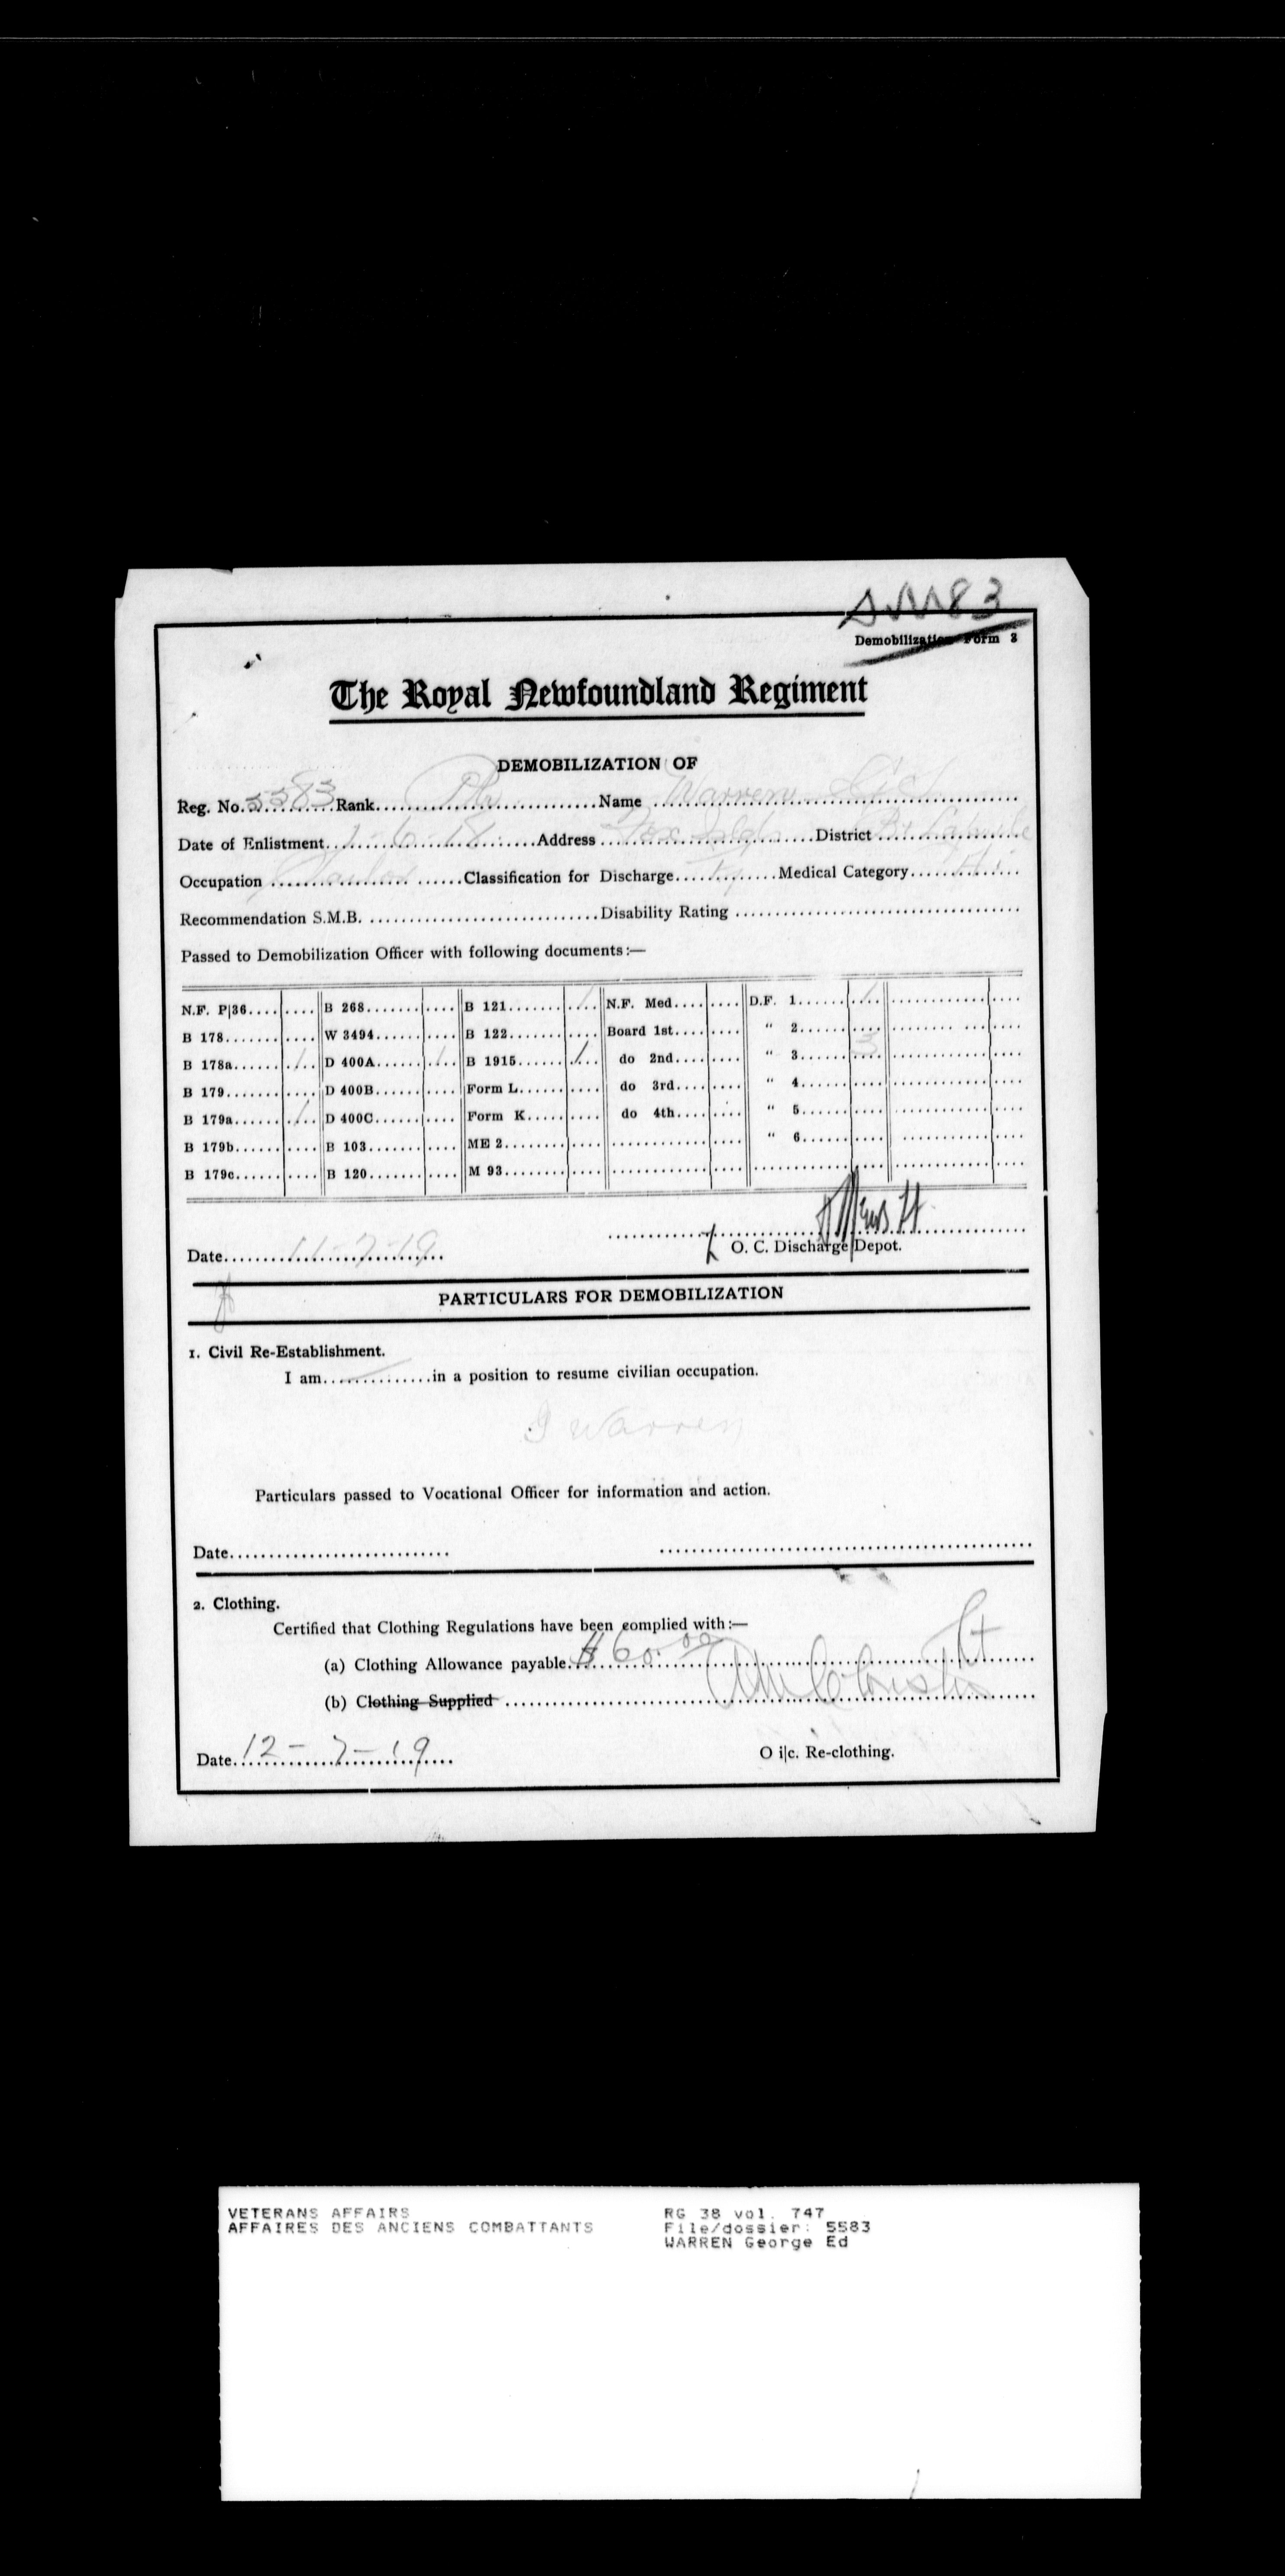 5583
Demobilization Form 3
The Royal Newfoundland Regiment
DEMOBILIZATION OF
Reg. No. 5583 Rank Pte Name Warren
Date of Enlistment 1-6-18 Address District
Occupation Classification for Discharge Medical Category
Recommendation S.M.B. Disability Rating
Passed to Demobilization Officer with following documents:—
N.F. P|36 B 268 B 121 / N.F. Med. D.F. 1 /
B 178 W 3494 B 122 Board 1st " 2
B 178a / D 400A / B 1915 / do 2nd " 3 3
B 179 D 400B Form L do 3rd " 4
B 179a / D 400C Form K do 4th " 5
B 179b B 103 ME 2 " 6
B 179c B 120 M 93
Date 11-7-19 O. C. Discharge Depot.
PARTICULARS FOR DEMOBILIZATION
1. Civil Re-Establishment.
I am in a position to resume civilian occupation.
G Warren
Particulars passed to Vocational Officer for information and action.
Date
2. Clothing.
Certified that Clothing Regulations have been complied with:—
(a) Clothing Allowance payable $60.00
(b) Clothing Supplied
Date 12-7-19 O i|c. Re-clothing.
VETERANS AFFAIRS RG 38 vol. 747
AFFAIRES DES ANCIENS COMBATTANTS File/dossier: 5583
WARREN George Ed